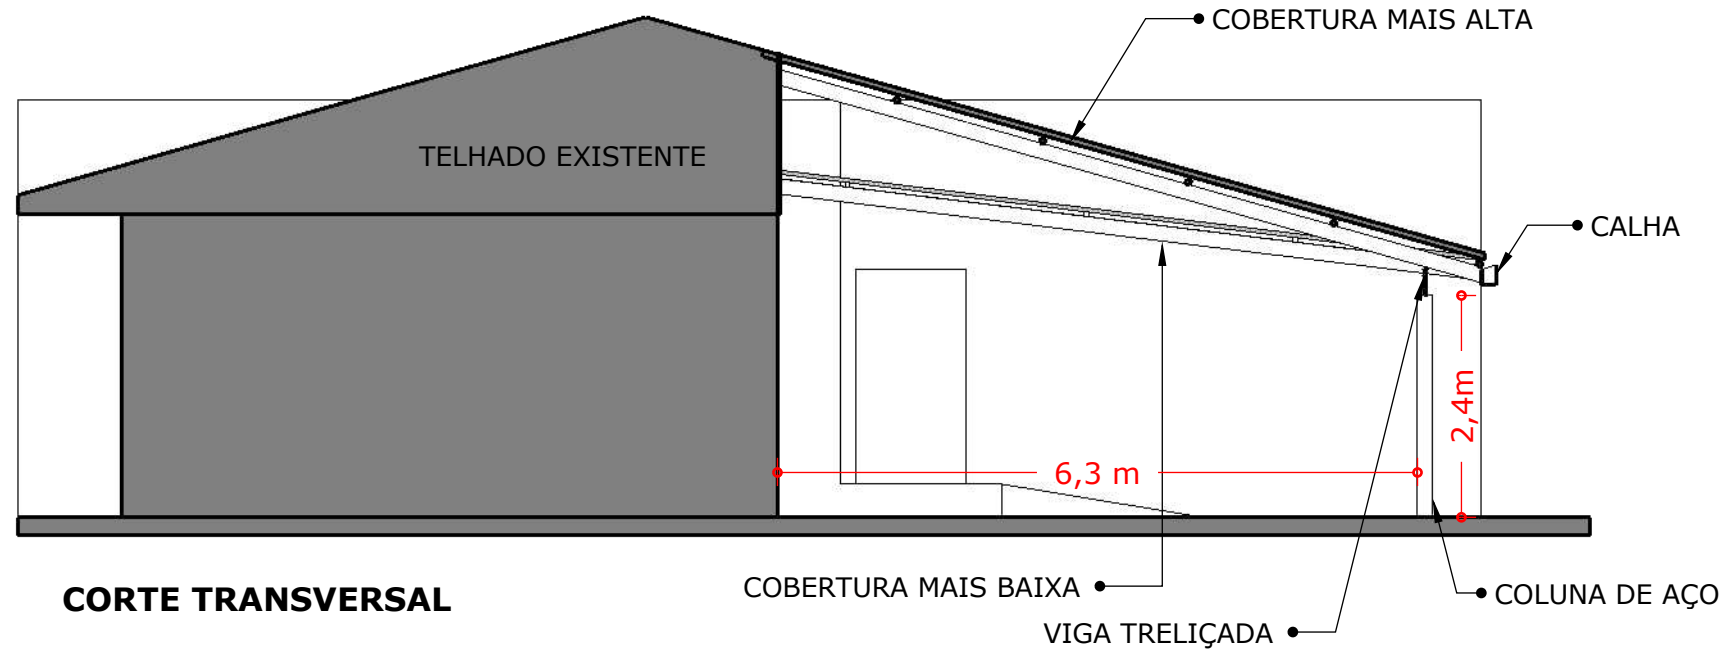 COBERTURA MAIS ALTA
TELHADO EXISTENTE
CALHA
2,4m
6,3 m
COBERTURA MAIS BAIXA
COLUNA DE AÇO
CORTE TRANSVERSAL
VIGA TRELIÇADA